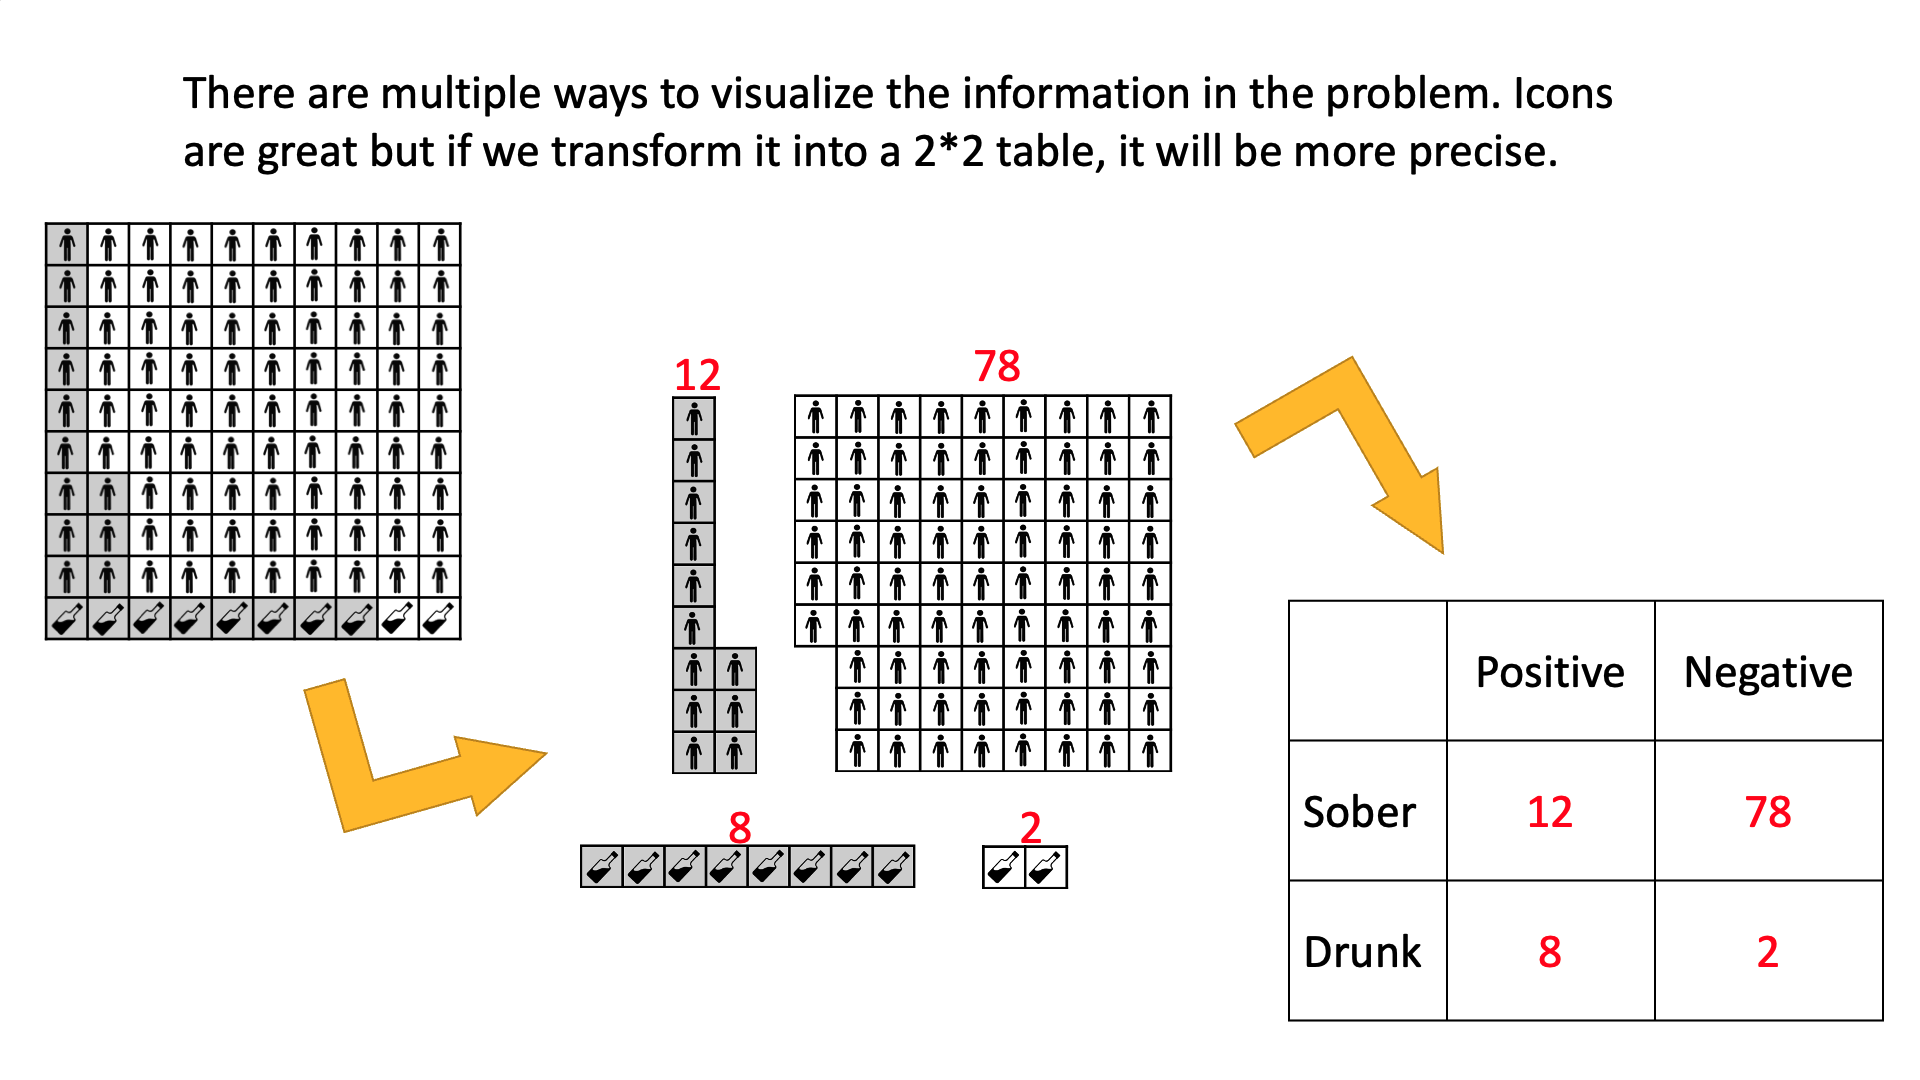 There are multiple ways to visualize the information in the problem. Icons
are great but if we transform it into a 2*2 table, it will be more precise.
12
78
8
2
Positive Negative
Sober 12 78
Drunk 8 2